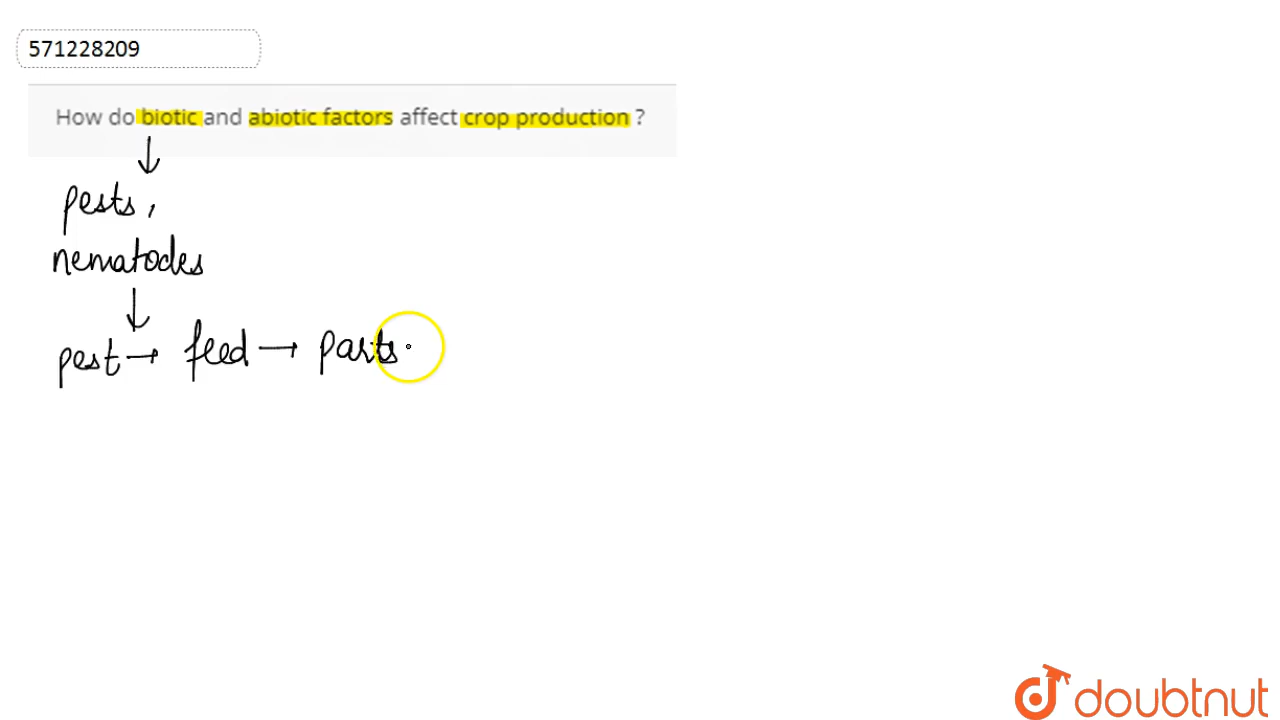 571228209
How do biotic and abiotic factors affect crop production ?
↓
pests,
nematodes
↓
pest → feed → parts
doubtnut